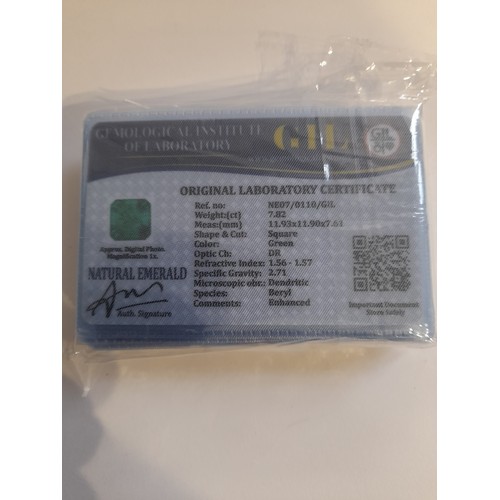 GEMOLOGICAL INSTITUTE
OF LABORATORY
GIL
GIL
ORIGINAL LABORATORY CERTIFICATE
Ref. no: NE07/0110/GIL
Weight:(ct) 7.82
Meas:(mm) 11.93x11.90x7.61
Shape & Cut: Square
Color: Green
Optic Ch: DR
Refractive Index: 1.56 - 1.57
Specific Gravity: 2.71
Microscopic obs: Dendritic
Species: Beryl
Comments: Enhanced
Approx. Digital Photo.
Magnification 1x.
NATURAL EMERALD
Auth. Signature
Important Document
Store Safely